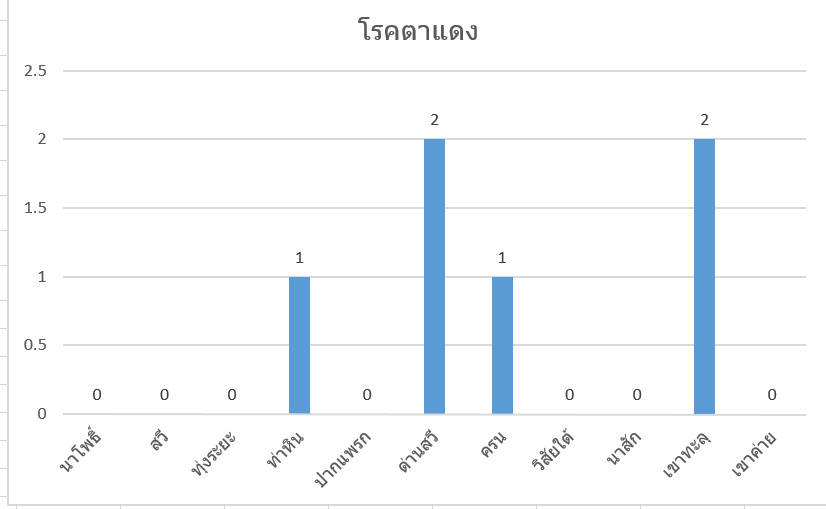 โรคตาแดง
2.5
2
1.5
1
0.5
0
0 0 0 1 0 2 1 0 0 2 0
นาโพธิ์ สวี ทุ่งระยะ ท่าหิน ปากแพรก ด่านสวี ครน วิสัยใต้ นาสัก เขาทะลุ เขาค่าย